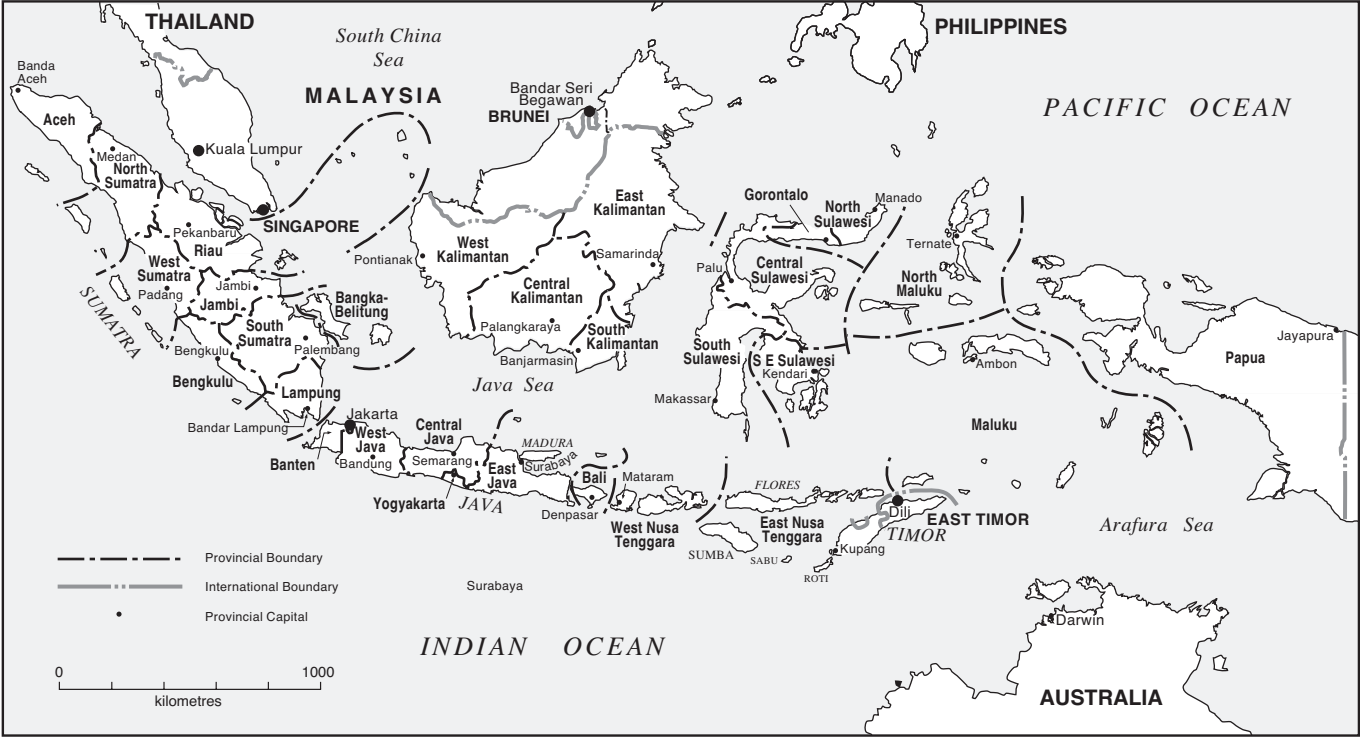 THAILAND
South China
Sea
PHILIPPINES
Banda
Aceh
MALAYSIA
Bandar Seri
Begawan
BRUNEI
PACIFIC OCEAN
Aceh
Medan
North
Sumatra
Kuala Lumpur
SINGAPORE
East
Kalimantan
Gorontalo
North
Sulawesi
Manado
Pekanbaru
Riau
West
Kalimantan
Pontianak
Samarinda
Ternate
West
Sumatra
Padang
SUMATRA
Jambi
Jambi
Bangka-
Belitung
Central
Kalimantan
Palu
Central
Sulawesi
North
Maluku
South
Sumatra
Palembang
Palangkaraya
South
Kalimantan
Banjarmasin
South
Sulawesi
S E Sulawesi
Kendari
Ambon
Papua
Jayapura
Bengkulu
Bengkulu
Lampung
Java Sea
Makassar
Maluku
Bandar Lampung
Jakarta
West
Java
Banten
Bandung
Central
Java
Semarang
Yogyakarta
JAVA
East
Java
MADURA
Surabaya
Bali
Denpasar
Mataram
West Nusa
Tenggara
FLORES
East Nusa
Tenggara
SUMBA
SABU
ROTI
Kupang
Dili
TIMOR
EAST TIMOR
Arafura Sea
Provincial Boundary
International Boundary
Provincial Capital
Surabaya
INDIAN OCEAN
Darwin
AUSTRALIA
0
1000
kilometres